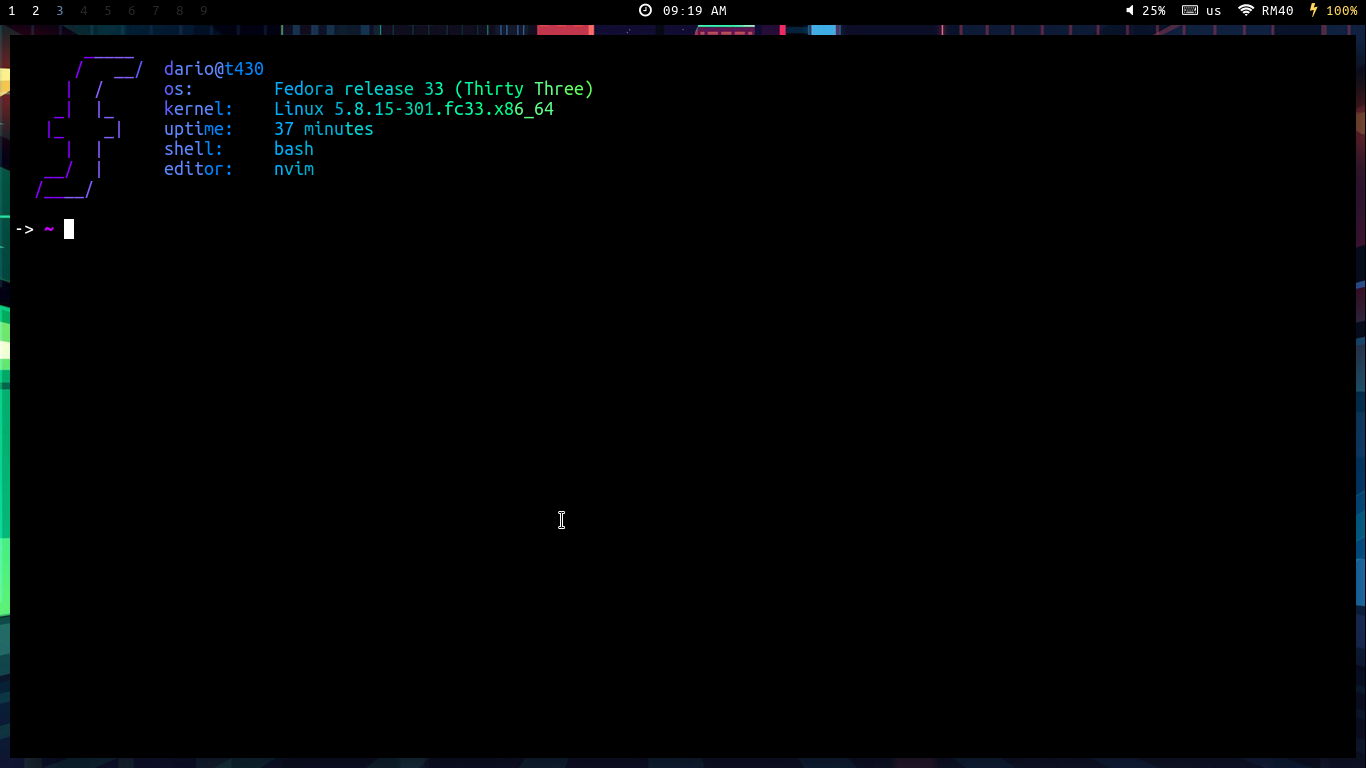 1 2 3 4 5 6 7 8 9 09:19 AM 25% us RM40 100%
dario@t430
os: Fedora release 33 (Thirty Three)
kernel: Linux 5.8.15-301.fc33.x86_64
uptime: 37 minutes
shell: bash
editor: nvim
-> ~